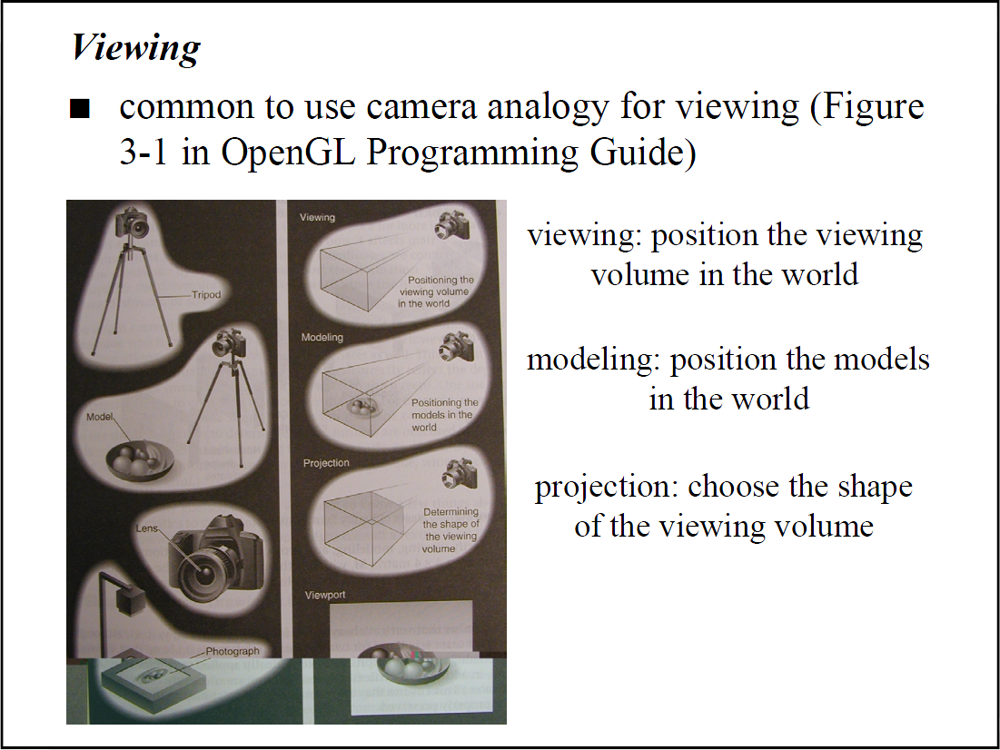 Viewing
■ common to use camera analogy for viewing (Figure
3-1 in OpenGL Programming Guide)
Tripod
Model
Lens
Photograph
Viewing
Positioning the
viewing volume
in the world
Modeling
Positioning the
models in the
world
Projection
Determining
the shape of
the viewing
volume
Viewport
viewing: position the viewing
volume in the world
modeling: position the models
in the world
projection: choose the shape
of the viewing volume